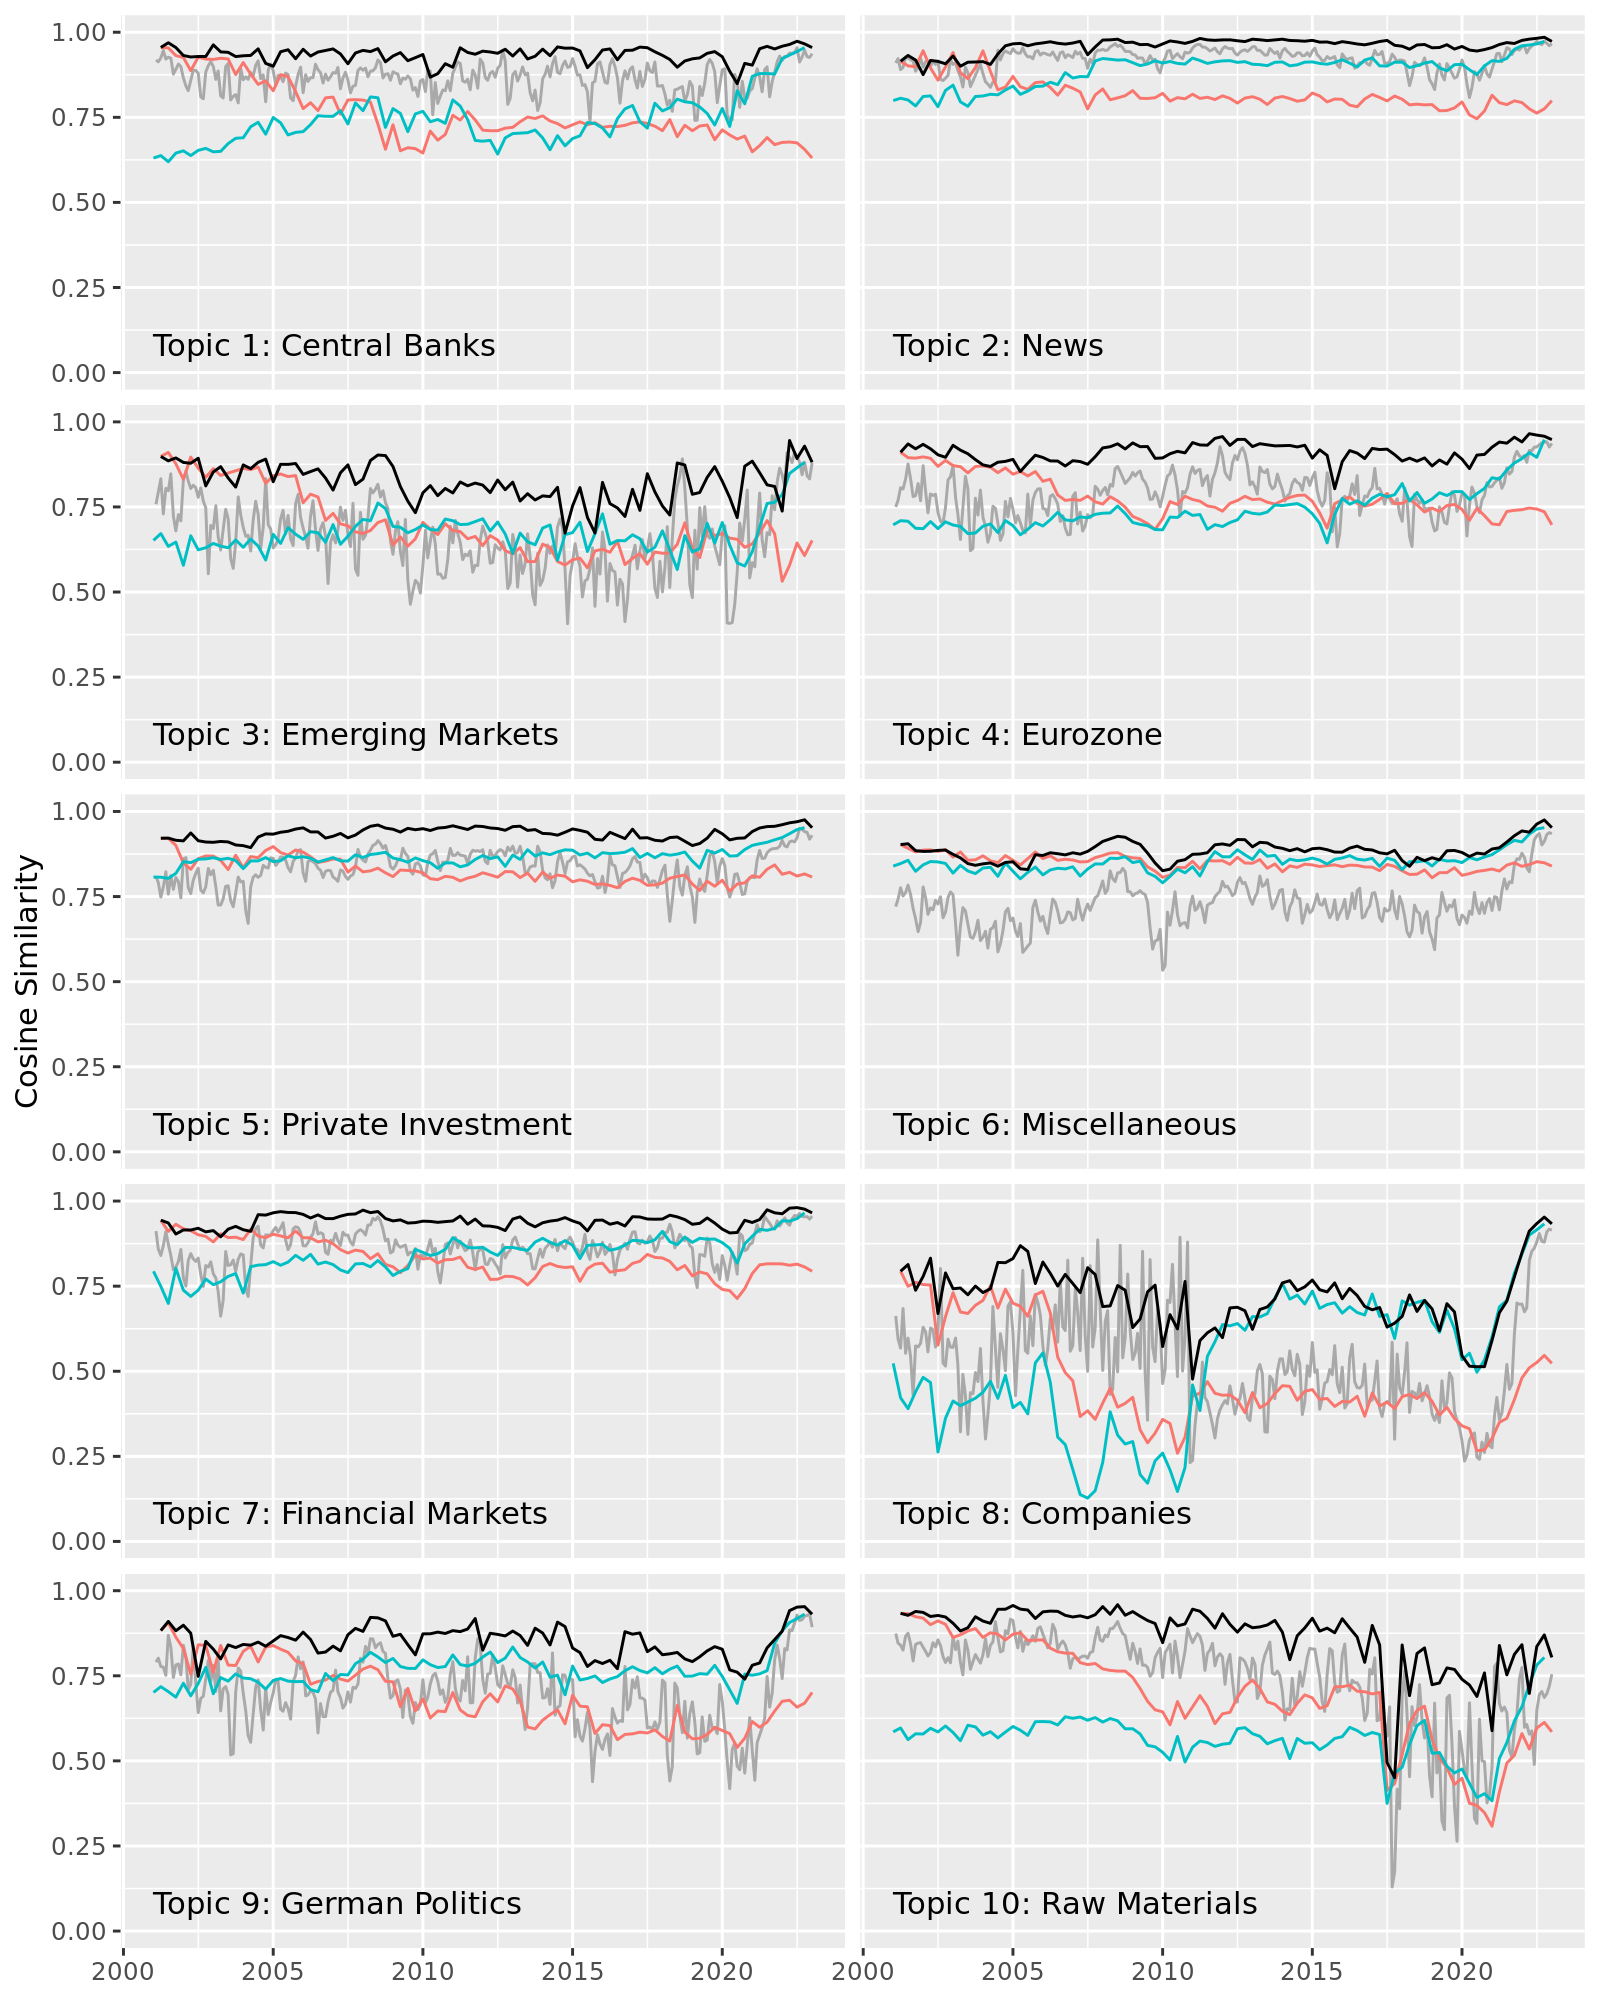 1.00
0.75
0.50
0.25
0.00
Topic 1: Central Banks
Topic 2: News
1.00
0.75
0.50
0.25
0.00
Topic 3: Emerging Markets
Topic 4: Eurozone
Cosine Similarity
1.00
0.75
0.50
0.25
0.00
Topic 5: Private Investment
Topic 6: Miscellaneous
1.00
0.75
0.50
0.25
0.00
Topic 7: Financial Markets
Topic 8: Companies
1.00
0.75
0.50
0.25
0.00
Topic 9: German Politics
Topic 10: Raw Materials
2000 2005 2010 2015 2020 2000 2005 2010 2015 2020